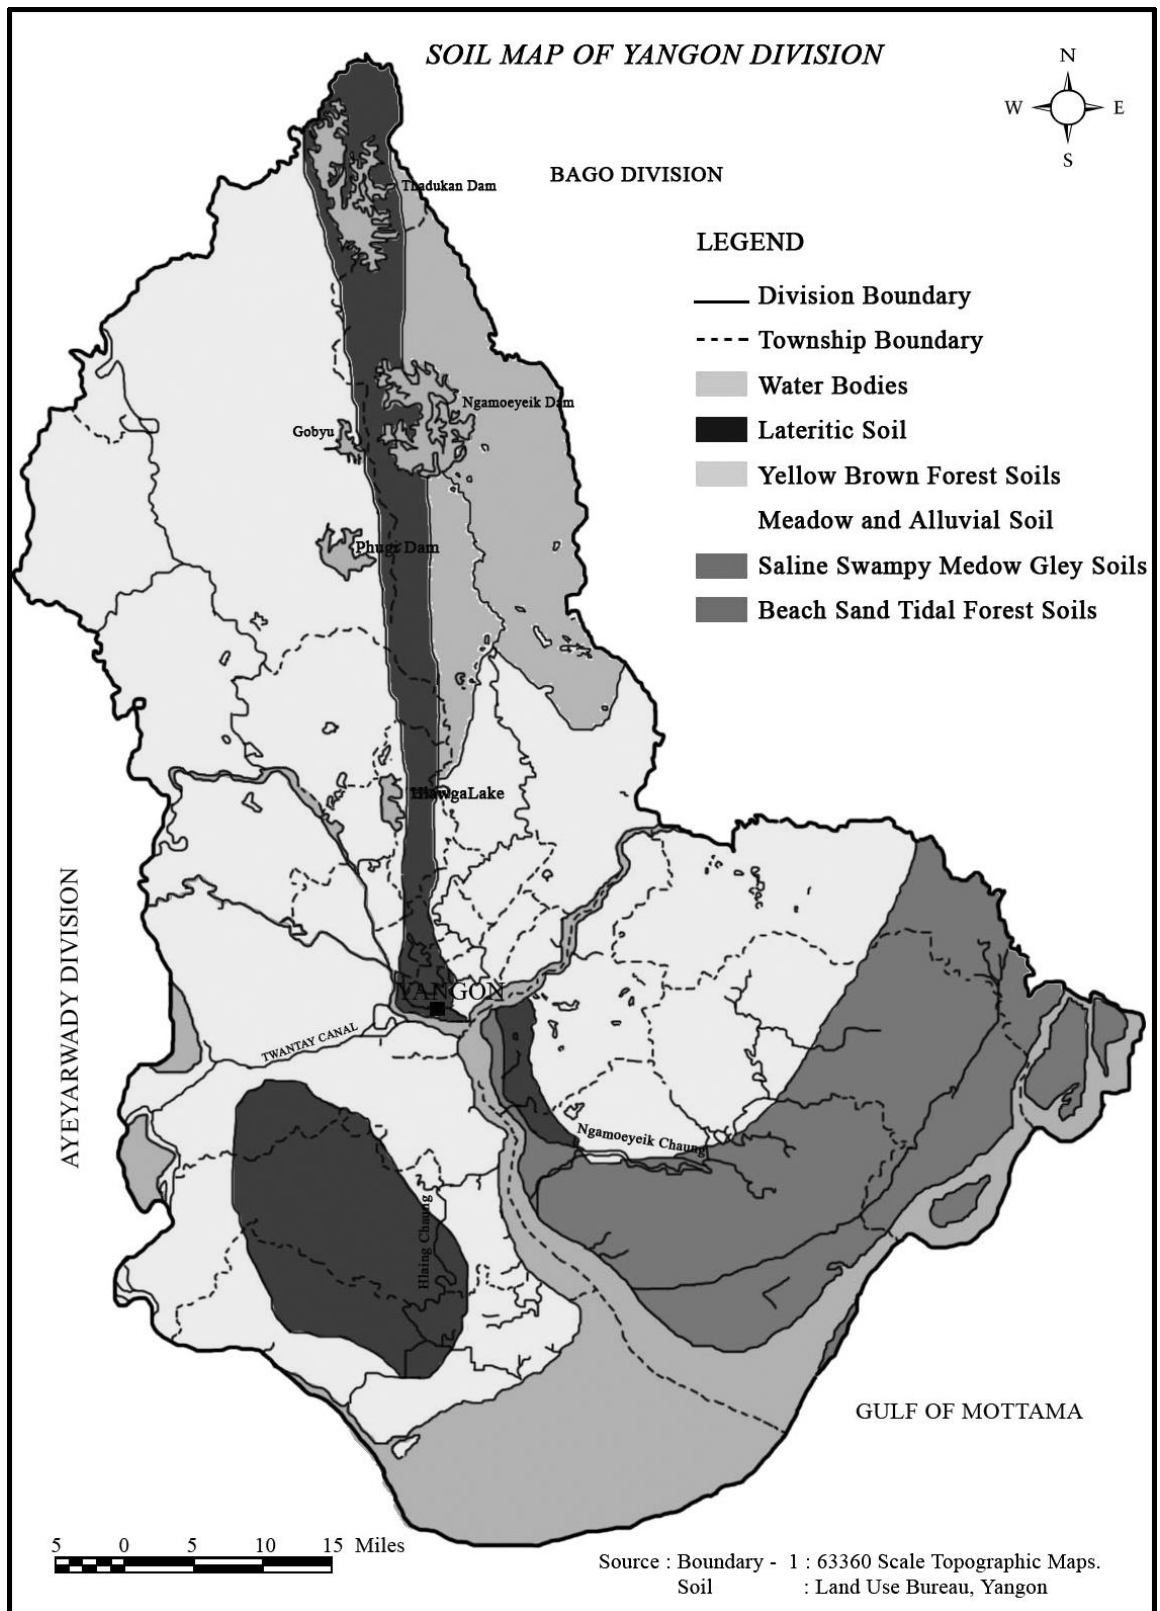 SOIL MAP OF YANGON DIVISION
N
W E
S
BAGO DIVISION
Thadukan Dam
LEGEND
Division Boundary
Township Boundary
Water Bodies
Lateritic Soil
Yellow Brown Forest Soils
Meadow and Alluvial Soil
Saline Swampy Medow Gley Soils
Beach Sand Tidal Forest Soils
Ngamoeyeik Dam
Gobyu
Phugi Dam
HlawgaLake
AYEYARWADY DIVISION
YANGON
TWANTAY CANAL
Ngamoeyeik Chaung
Hlaing Chaung
GULF OF MOTTAMA
5 0 5 10 15 Miles
Source : Boundary - 1 : 63360 Scale Topographic Maps.
Soil : Land Use Bureau, Yangon